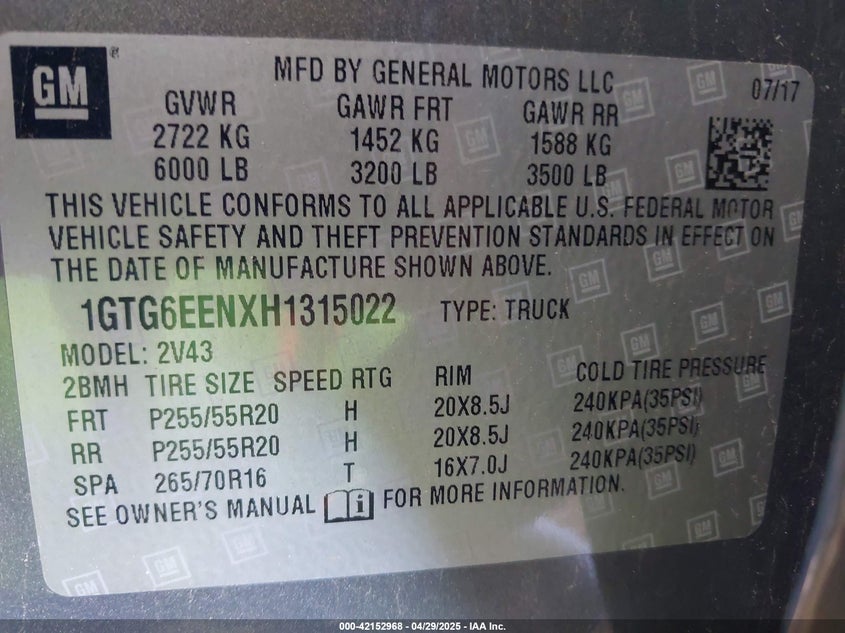 GM
MFD BY GENERAL MOTORS LLC
07/17
GVWR GAWR FRT GAWR RR
2722 KG 1452 KG 1588 KG
6000 LB 3200 LB 3500 LB
THIS VEHICLE CONFORMS TO ALL APPLICABLE U.S. FEDERAL MOTOR
VEHICLE SAFETY AND THEFT PREVENTION STANDARDS IN EFFECT ON
THE DATE OF MANUFACTURE SHOWN ABOVE.
1GTG6EENXH1315022 TYPE: TRUCK
MODEL: 2V43
2BMH TIRE SIZE SPEED RTG RIM COLD TIRE PRESSURE
FRT P255/55R20 H 20X8.5J 240KPA(35PSI)
RR P255/55R20 H 20X8.5J 240KPA(35PSI)
SPA 265/70R16 T 16X7.0J 240KPA(35PSI)
SEE OWNER'S MANUAL i FOR MORE INFORMATION.
000-42152968 - 04/29/2025 - IAA Inc.